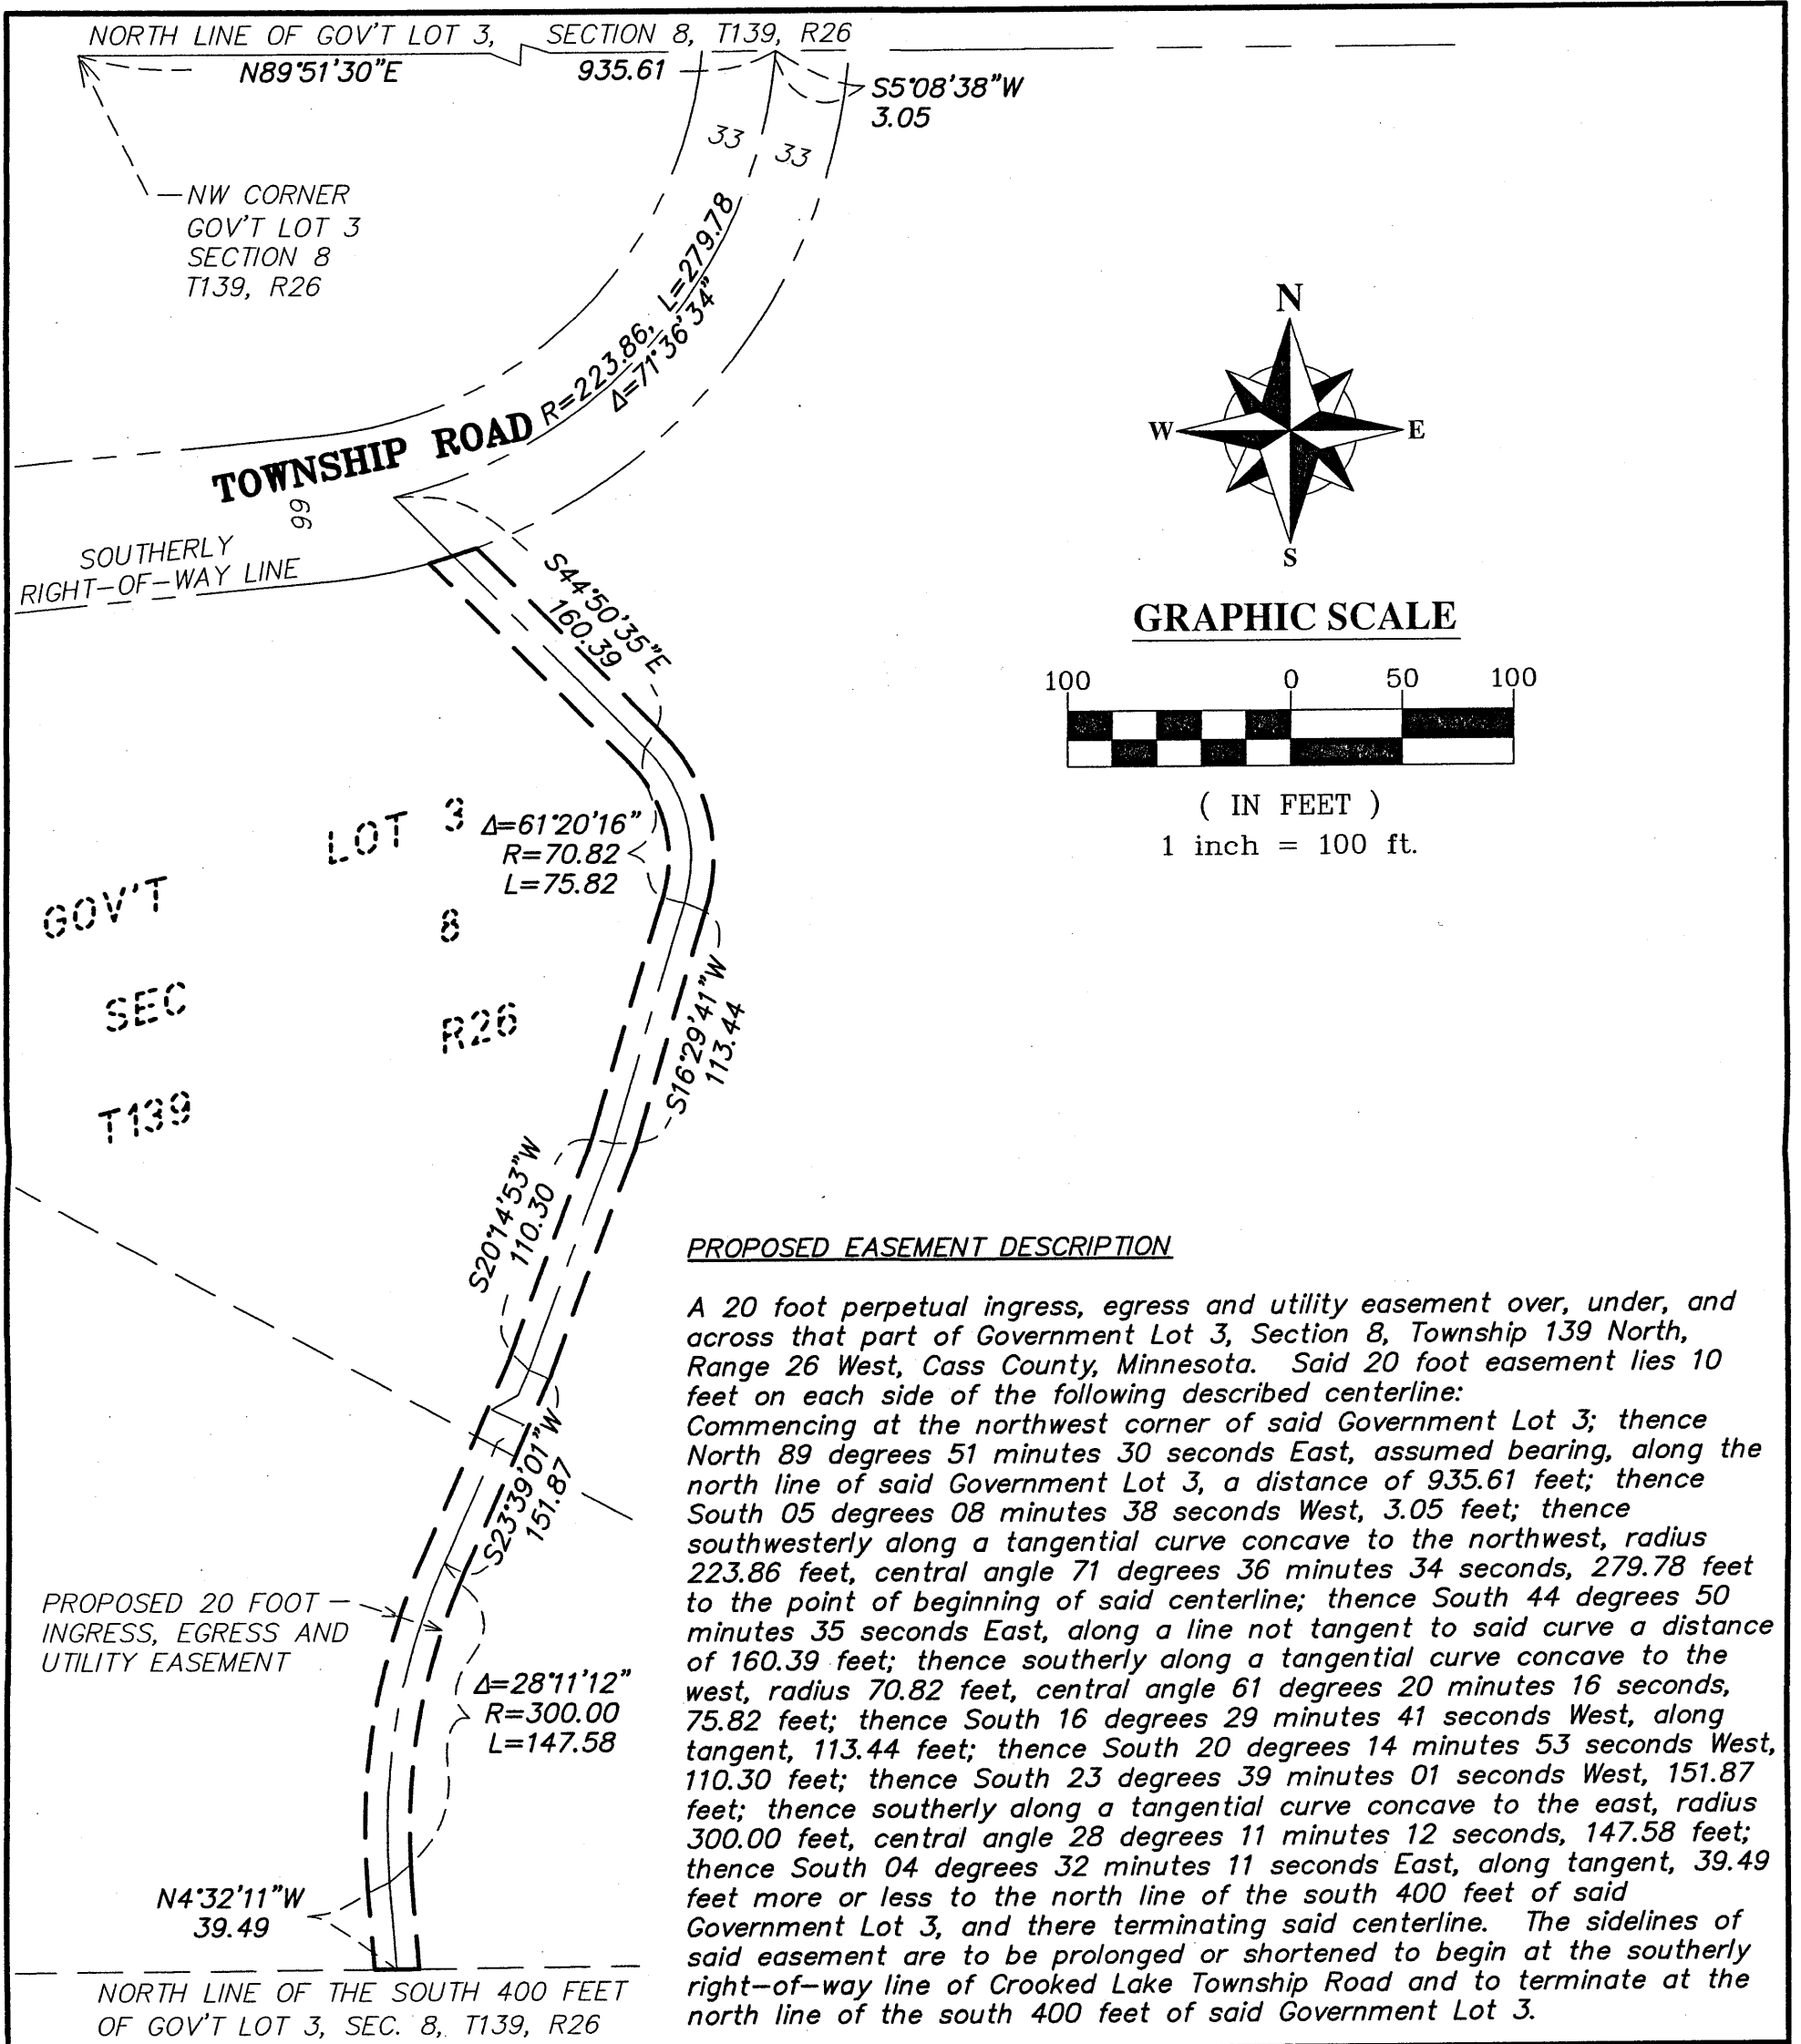 NORTH LINE OF GOV'T LOT 3, SECTION 8, T139, R26
N89°51'30"E 935.61
S5°08'38"W
3.05
33 33
NW CORNER
GOV'T LOT 3
SECTION 8
T139, R26
R=223.86, L=279.78
Δ=71°36'34"
TOWNSHIP ROAD
66
SOUTHERLY
RIGHT-OF-WAY LINE
N
W E
S
GRAPHIC SCALE
100 0 50 100
( IN FEET )
1 inch = 100 ft.
S44°50'35"E
160.39
Δ=61°20'16"
R=70.82
L=75.82
GOV'T LOT 3
SEC 8
T139 R26
S16°29'41"W
113.44
S20°14'53"W
110.30
S23°39'01"W
151.87
PROPOSED 20 FOOT
INGRESS, EGRESS AND
UTILITY EASEMENT
Δ=28°11'12"
R=300.00
L=147.58
N4°32'11"W
39.49
NORTH LINE OF THE SOUTH 400 FEET
OF GOV'T LOT 3, SEC. 8, T139, R26
PROPOSED EASEMENT DESCRIPTION
A 20 foot perpetual ingress, egress and utility easement over, under, and
across that part of Government Lot 3, Section 8, Township 139 North,
Range 26 West, Cass County, Minnesota. Said 20 foot easement lies 10
feet on each side of the following described centerline:
Commencing at the northwest corner of said Government Lot 3; thence
North 89 degrees 51 minutes 30 seconds East, assumed bearing, along the
north line of said Government Lot 3, a distance of 935.61 feet; thence
South 05 degrees 08 minutes 38 seconds West, 3.05 feet; thence
southwesterly along a tangential curve concave to the northwest, radius
223.86 feet, central angle 71 degrees 36 minutes 34 seconds, 279.78 feet
to the point of beginning of said centerline; thence South 44 degrees 50
minutes 35 seconds East, along a line not tangent to said curve a distance
of 160.39 feet; thence southerly along a tangential curve concave to the
west, radius 70.82 feet, central angle 61 degrees 20 minutes 16 seconds,
75.82 feet; thence South 16 degrees 29 minutes 41 seconds West, along
tangent, 113.44 feet; thence South 20 degrees 14 minutes 53 seconds West,
110.30 feet; thence South 23 degrees 39 minutes 01 seconds West, 151.87
feet; thence southerly along a tangential curve concave to the east, radius
300.00 feet, central angle 28 degrees 11 minutes 12 seconds, 147.58 feet;
thence South 04 degrees 32 minutes 11 seconds East, along tangent, 39.49
feet more or less to the north line of the south 400 feet of said
Government Lot 3, and there terminating said centerline. The sidelines of
said easement are to be prolonged or shortened to begin at the southerly
right-of-way line of Crooked Lake Township Road and to terminate at the
north line of the south 400 feet of said Government Lot 3.